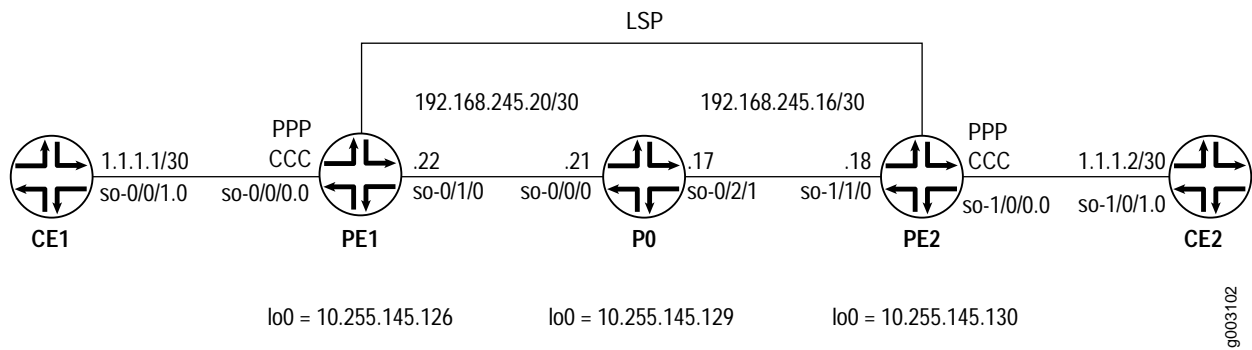 LSP
192.168.245.20/30
192.168.245.16/30
PPP
CCC
PPP
CCC
1.1.1.1/30
.22
.21
.17
.18
1.1.1.2/30
so-0/0/1.0
so-0/0/0.0
so-0/1/0
so-0/0/0
so-0/2/1
so-1/1/0
so-1/0/0.0
so-1/0/1.0
CE1
PE1
P0
PE2
CE2
lo0 = 10.255.145.126
lo0 = 10.255.145.129
lo0 = 10.255.145.130
g003102